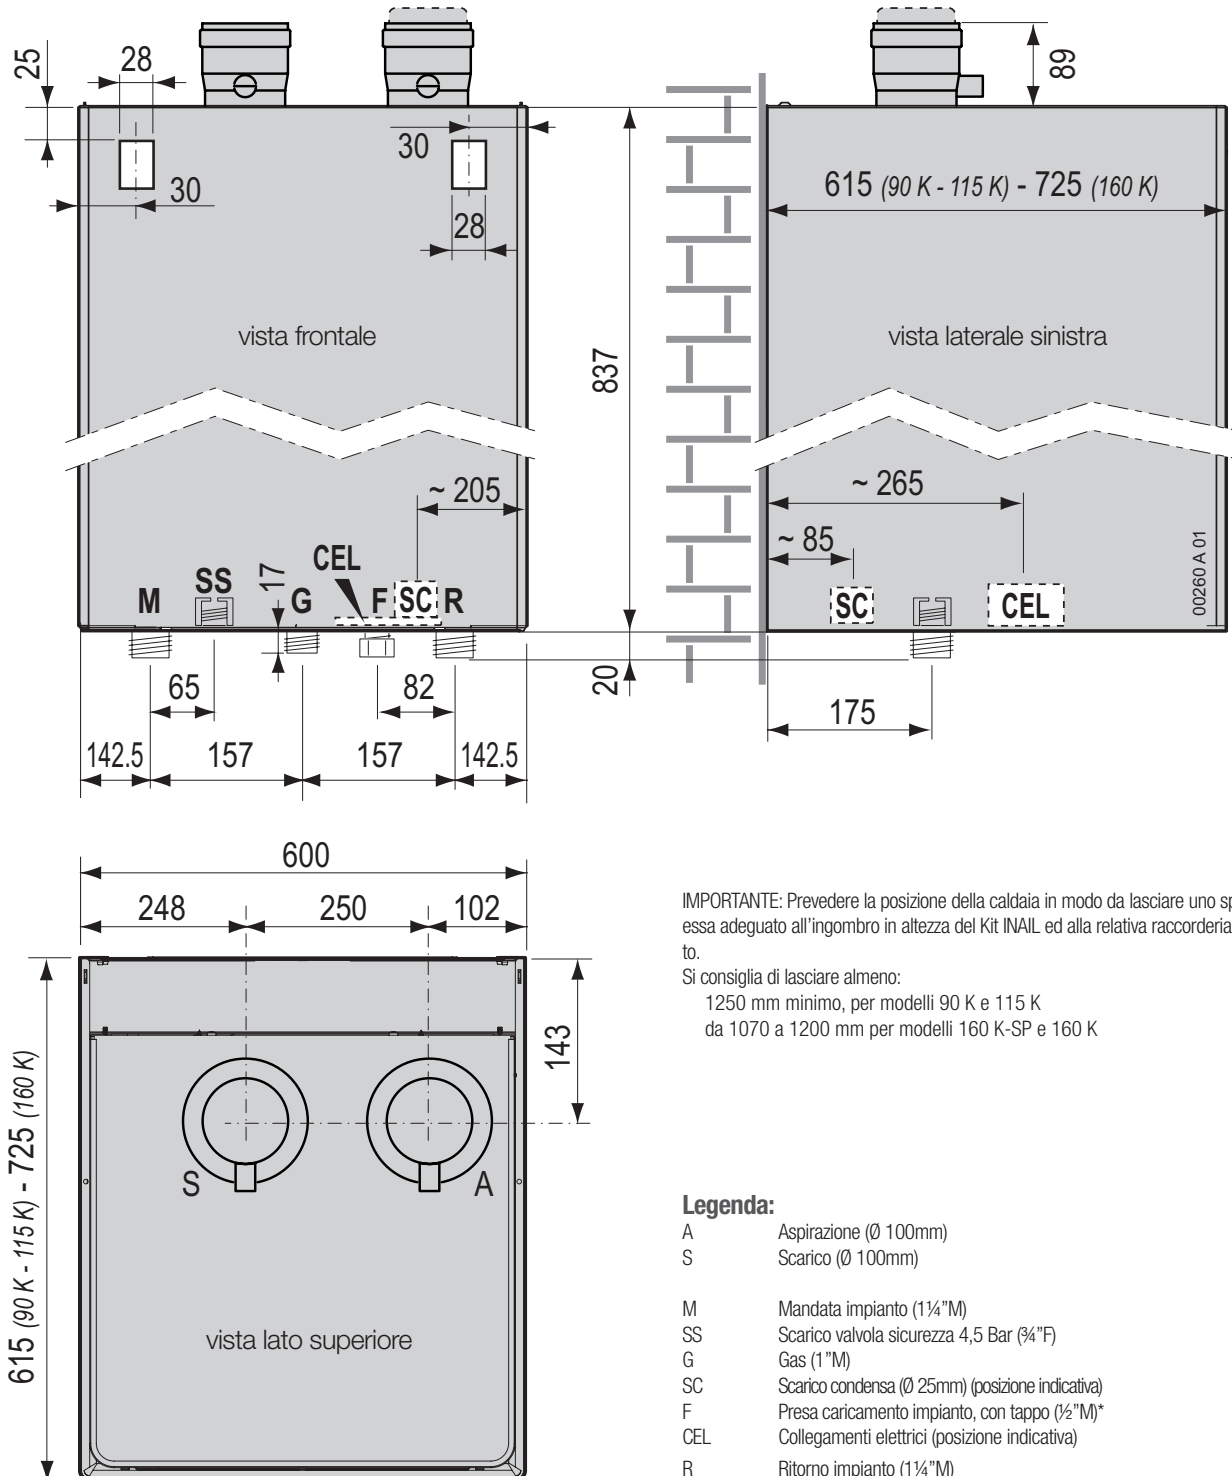 25
28
89
30
30
28
615 (90 K - 115 K) - 725 (160 K)
vista frontale
vista laterale sinistra
837
~ 205
~ 265
~ 85
M
SS
17
G
CEL
F
SC
R
SC
CEL
00260 A 01
20
65
82
175
142.5
157
157
142.5
600
248
250
102
143
615 (90 K - 115 K) - 725 (160 K)
S
A
vista lato superiore
IMPORTANTE: Prevedere la posizione della caldaia in modo da lasciare uno
essa adeguato all'ingombro in altezza del Kit INAIL ed alla relativa raccorderia
to.
Si consiglia di lasciare almeno:
1250 mm minimo, per modelli 90 K e 115 K
da 1070 a 1200 mm per modelli 160 K-SP e 160 K
Legenda:
A Aspirazione (Ø 100mm)
S Scarico (Ø 100mm)
M Mandata impianto (1¼"M)
SS Scarico valvola sicurezza 4,5 Bar (¾"F)
G Gas (1"M)
SC Scarico condensa (Ø 25mm) (posizione indicativa)
F Presa caricamento impianto, con tappo (½"M)*
CEL Collegamenti elettrici (posizione indicativa)
R Ritorno impianto (1¼"M)